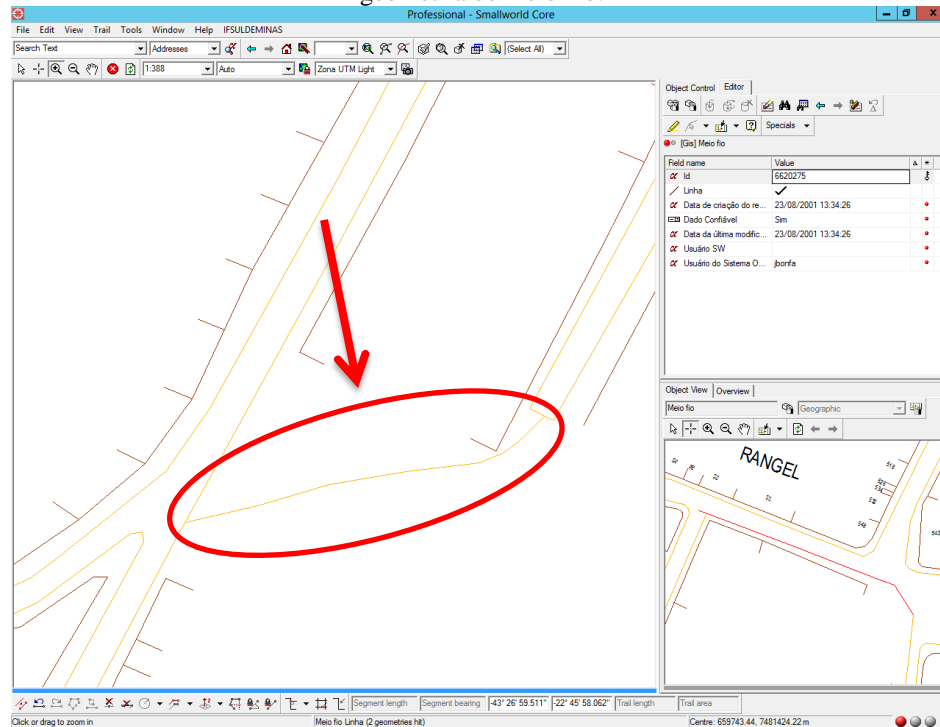 Professional - Smallworld Core
File Edit View Trail Tools Window Help IFSULDEMINAS
Search Text Addresses (Select All)
1:388 Auto Zona UTM Light
Object Control Editor
Specials
[Gis] Meio fio
Field name Value
Id 6620275
Linha
Data de criação do re... 23/08/2001 13:34:26
Dado Confiável Sim
Data da última modific... 23/08/2001 13:34:26
Usuário SW
Usuário do Sistema O... jbonfa
Object View Overview
Meio fio Geographic
RANGEL
Segment length Segment bearing -43° 26' 59.511" -22° 45' 58.062" Trail length Trail area
Click or drag to zoom in Meio fio Linha (2 geometries hit) Centre: 659743.44, 7481424.22 m